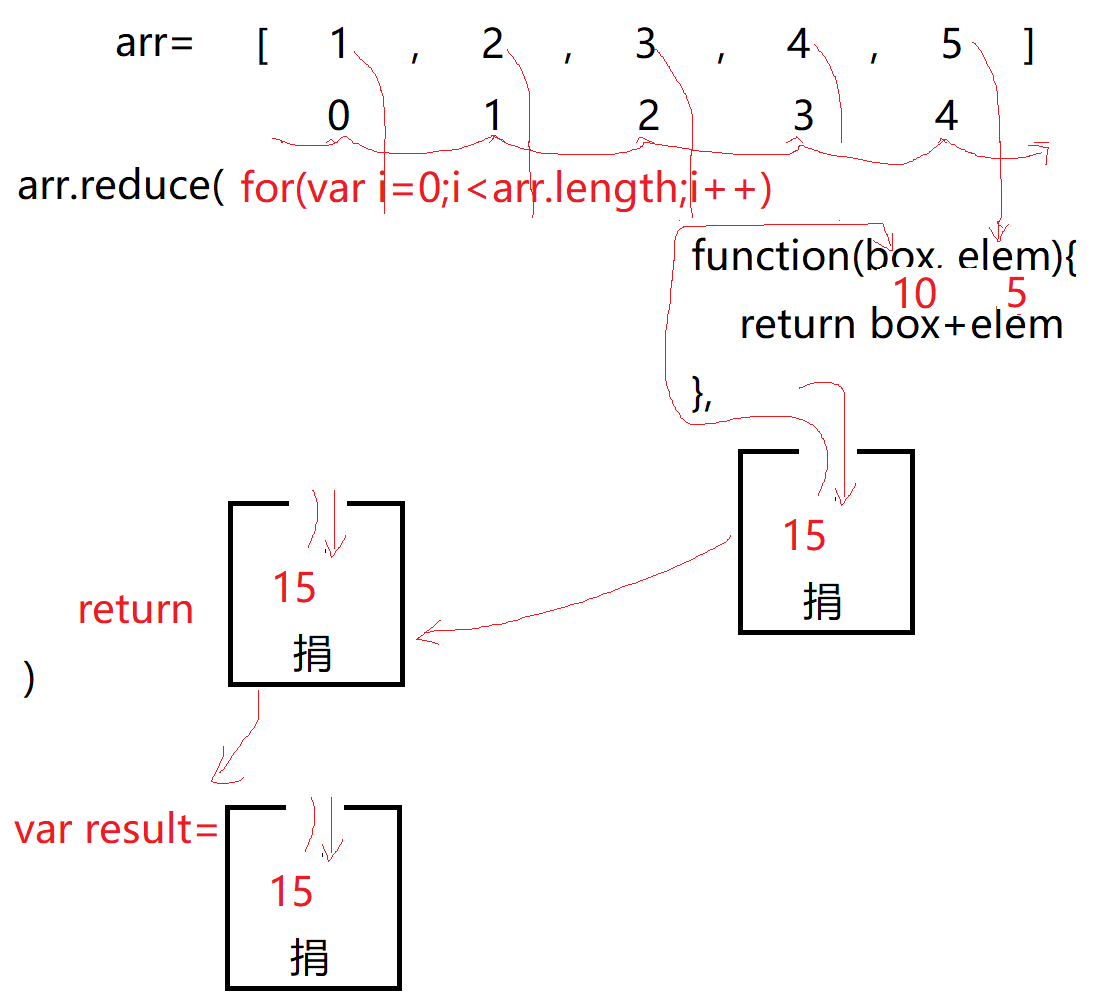 arr= [ 1 , 2 , 3 , 4 , 5 ]
0 1 2 3 4
arr.reduce( for(var i=0;i<arr.length;i++)
function(box, elem){
10 5
return box+elem
},
15
捐
15
return
捐
)
var result=
15
捐